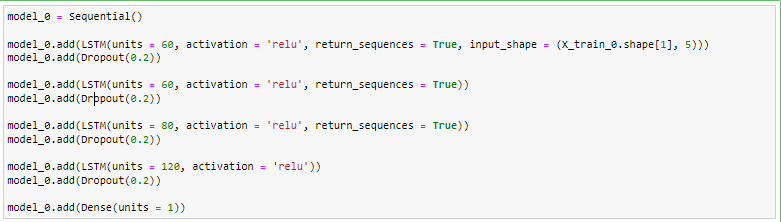 model_0 = Sequential()
model_0.add(LSTM(units = 60, activation = 'relu', return_sequences = True, input_shape = (X_train_0.shape[1], 5)))
model_0.add(Dropout(0.2))
model_0.add(LSTM(units = 60, activation = 'relu', return_sequences = True))
model_0.add(Dropout(0.2))
model_0.add(LSTM(units = 80, activation = 'relu', return_sequences = True))
model_0.add(Dropout(0.2))
model_0.add(LSTM(units = 120, activation = 'relu'))
model_0.add(Dropout(0.2))
model_0.add(Dense(units = 1))